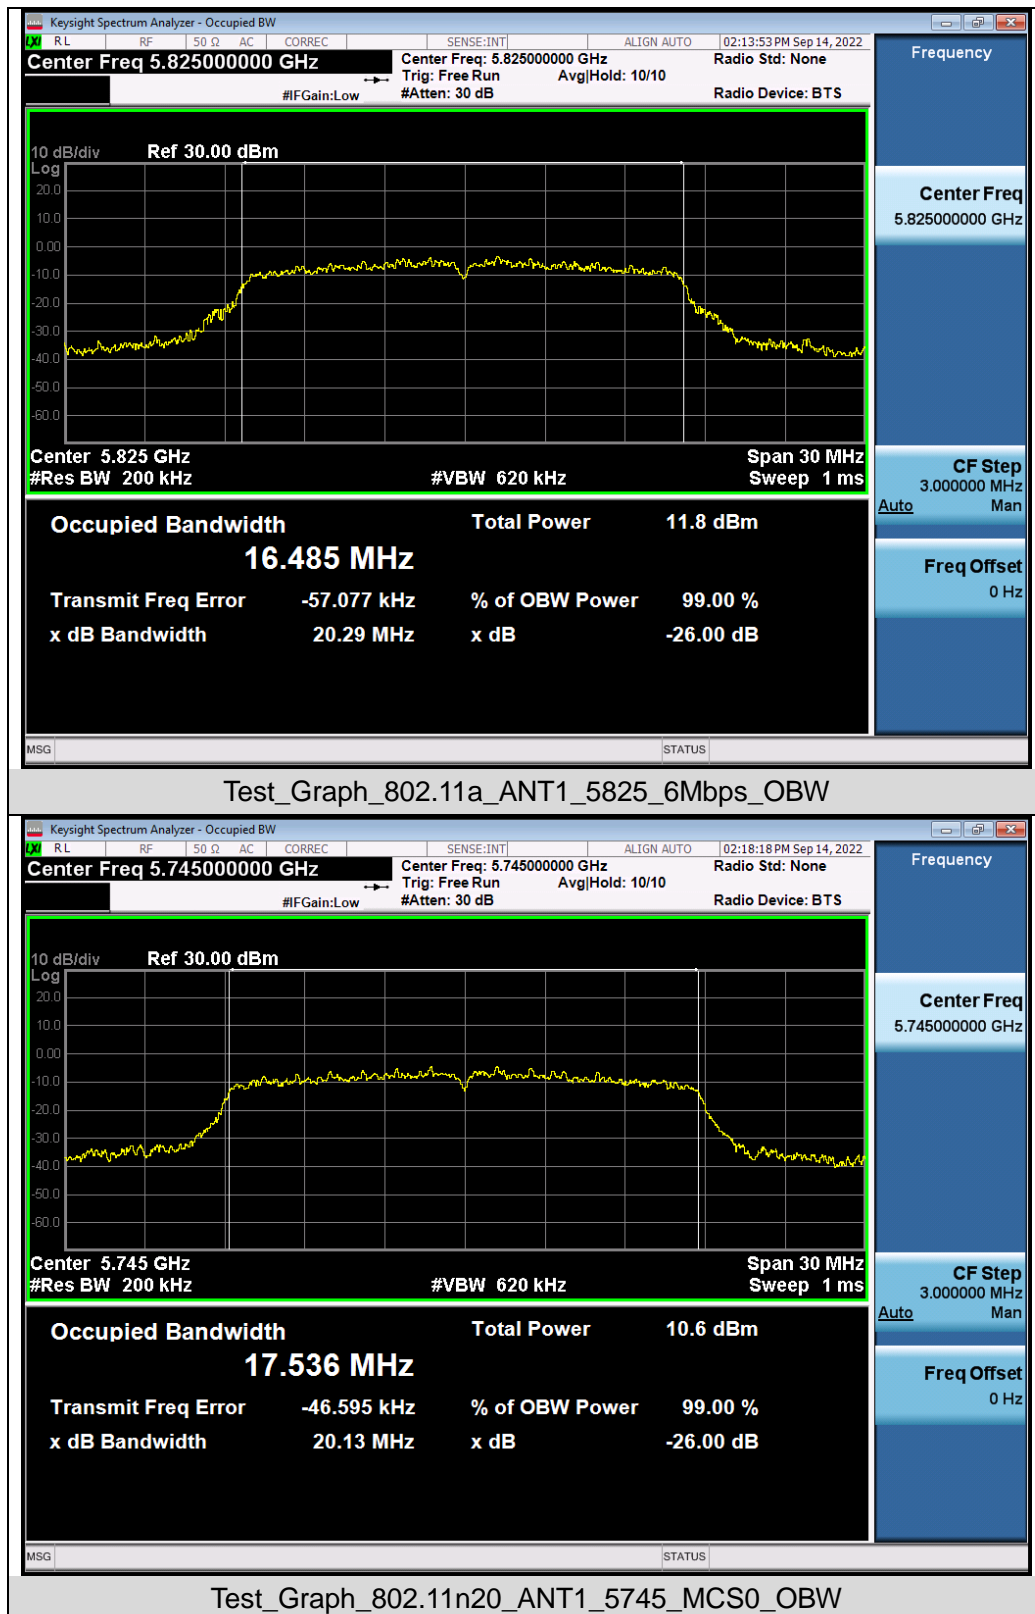 Keysight Spectrum Analyzer - Occupied BW
LXI RL RF 50 Ω AC CORREC SENSE:INT ALIGN AUTO 02:13:53 PM Sep 14, 2022
Center Freq 5.825000000 GHz Center Freq: 5.825000000 GHz Radio Std: None
Trig: Free Run Avg|Hold: 10/10
#IFGain:Low #Atten: 30 dB Radio Device: BTS
Frequency
10 dB/div Ref 30.00 dBm
Log
20.0
10.0
0.00
-10.0
-20.0
-30.0
-40.0
-50.0
-60.0
Center 5.825 GHz Span 30 MHz
#Res BW 200 kHz #VBW 620 kHz Sweep 1 ms
Center Freq
5.825000000 GHz
CF Step
3.000000 MHz
Auto Man
Freq Offset
0 Hz
Occupied Bandwidth Total Power 11.8 dBm
16.485 MHz
Transmit Freq Error -57.077 kHz % of OBW Power 99.00 %
x dB Bandwidth 20.29 MHz x dB -26.00 dB
MSG STATUS
Test_Graph_802.11a_ANT1_5825_6Mbps_OBW
Keysight Spectrum Analyzer - Occupied BW
LXI RL RF 50 Ω AC CORREC SENSE:INT ALIGN AUTO 02:18:18 PM Sep 14, 2022
Center Freq 5.745000000 GHz Center Freq: 5.745000000 GHz Radio Std: None
Trig: Free Run Avg|Hold: 10/10
#IFGain:Low #Atten: 30 dB Radio Device: BTS
Frequency
10 dB/div Ref 30.00 dBm
Log
20.0
10.0
0.00
-10.0
-20.0
-30.0
-40.0
-50.0
-60.0
Center 5.745 GHz Span 30 MHz
#Res BW 200 kHz #VBW 620 kHz Sweep 1 ms
Center Freq
5.745000000 GHz
CF Step
3.000000 MHz
Auto Man
Freq Offset
0 Hz
Occupied Bandwidth Total Power 10.6 dBm
17.536 MHz
Transmit Freq Error -46.595 kHz % of OBW Power 99.00 %
x dB Bandwidth 20.13 MHz x dB -26.00 dB
MSG STATUS
Test_Graph_802.11n20_ANT1_5745_MCS0_OBW